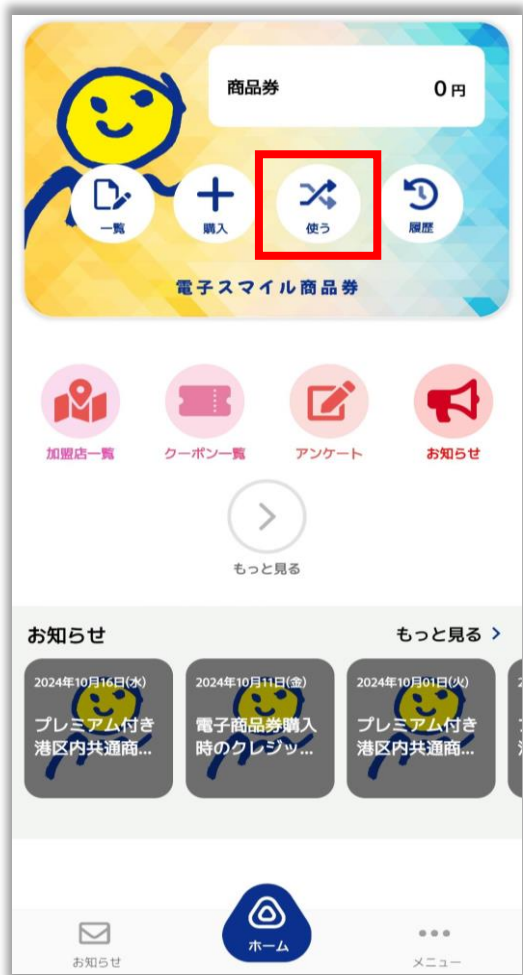 商品券
0円
一覧
購入
使う
履歴
電子スマイル商品券
加盟店一覧
クーポン一覧
アンケート
お知らせ
もっと見る
お知らせ
もっと見る
2024年10月16日(水)
プレミアム付き
港区内共通商...
2024年10月11日(金)
電子商品券購入
時のクレジッ...
2024年10月01日(火)
プレミアム付き
港区内共通商...
お知らせ
ホーム
メニュー